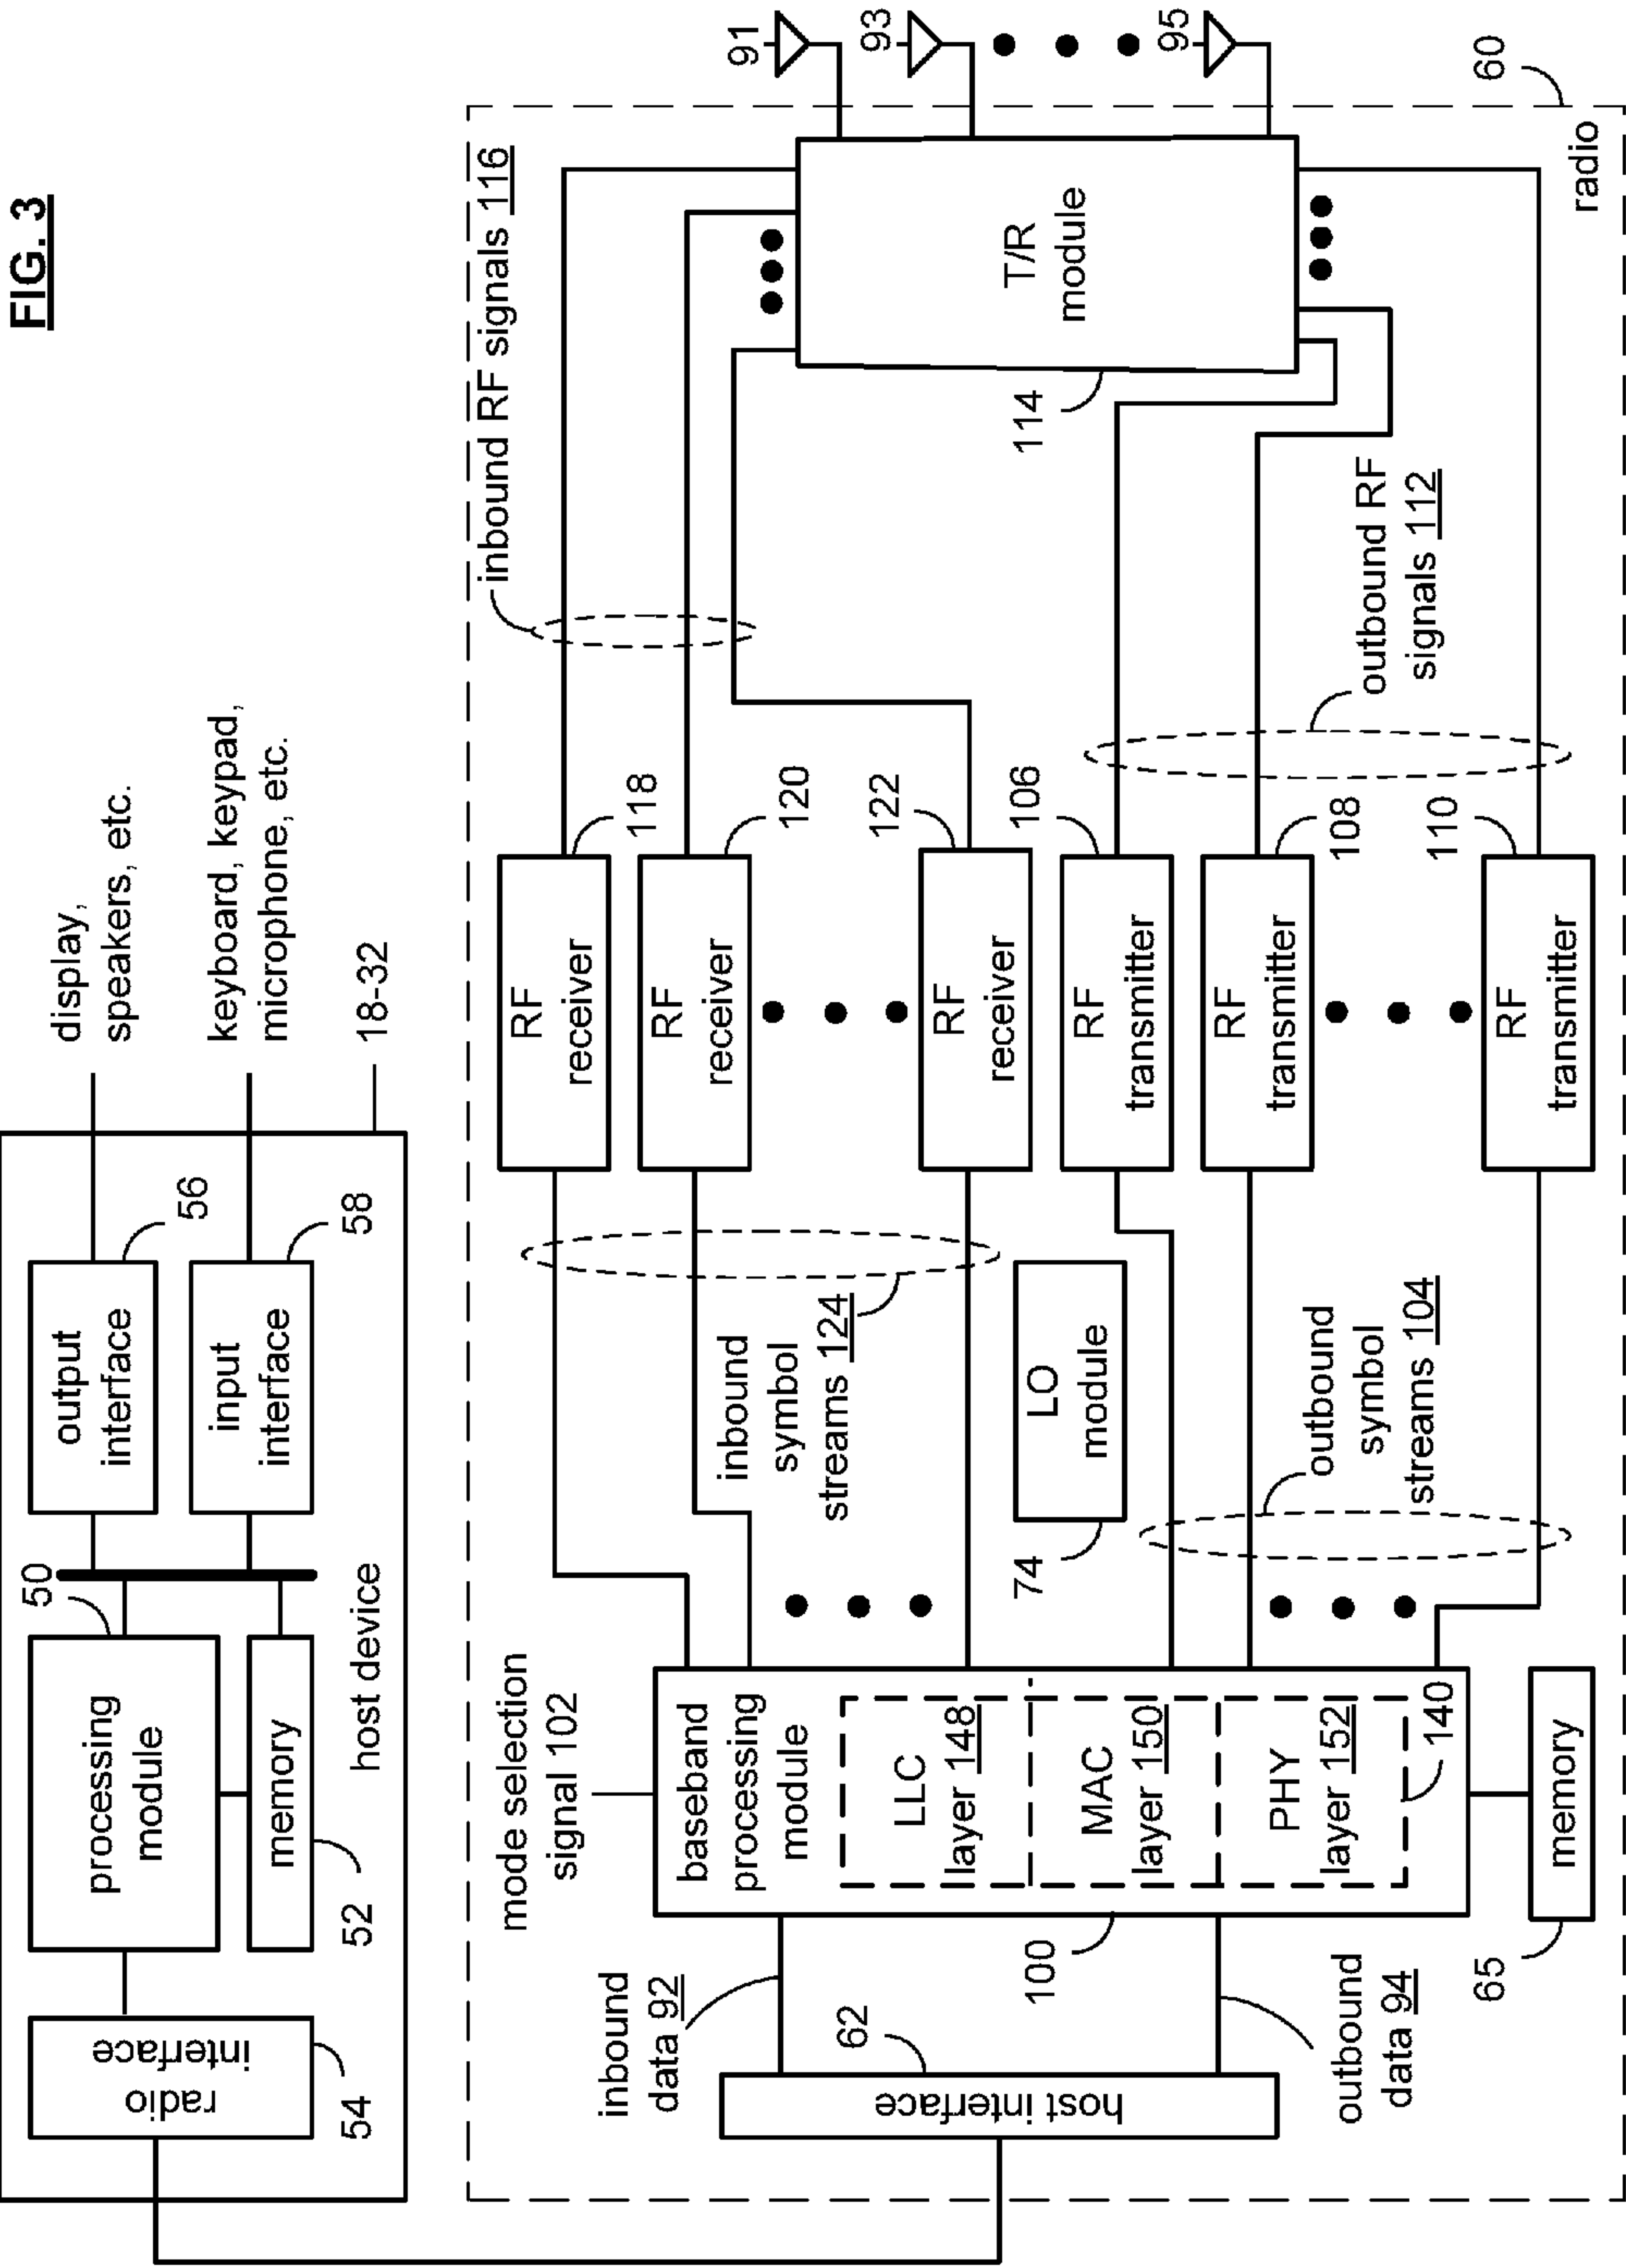 FIG. 3
display,
speakers, etc.
keyboard, keypad,
microphone, etc.
18-32
50
56
58
output
interface
input
interface
processing
module
memory
52
host device
radio
interface
54
mode selection
signal 102
inbound RF signals 116
91
93
95
60
radio
T/R
module
114
RF
receiver
118
RF
receiver
120
RF
receiver
122
RF
transmitter
106
RF
transmitter
108
RF
transmitter
110
outbound RF
signals 112
inbound
symbol
streams 124
LO
module
74
outbound
symbol
streams 104
baseband
processing
module
LLC
layer 148
MAC
layer 150
PHY
layer 152
140
100
memory
65
inbound
data 92
62
host interface
outbound
data 94